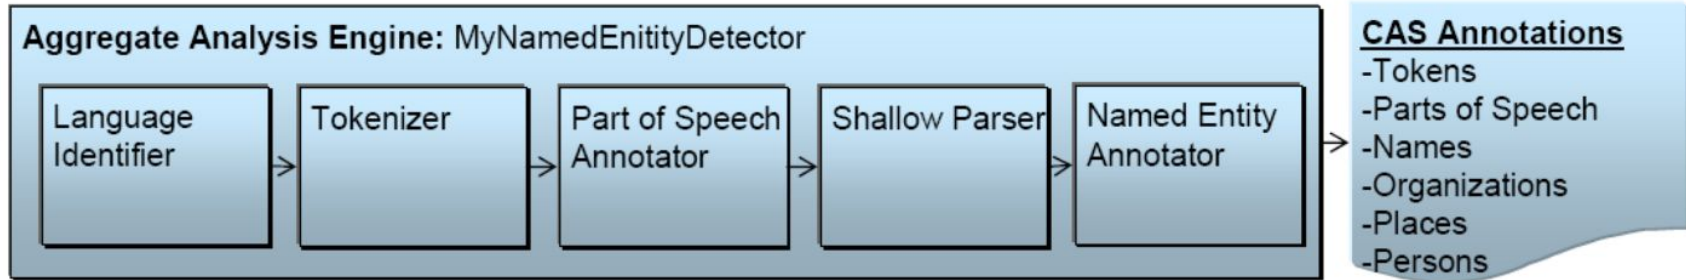 Aggregate Analysis Engine: MyNamedEnitityDetector
Language
Identifier
Tokenizer
Part of Speech
Annotator
Shallow Parser
Named Entity
Annotator
CAS Annotations
-Tokens
-Parts of Speech
-Names
-Organizations
-Places
-Persons